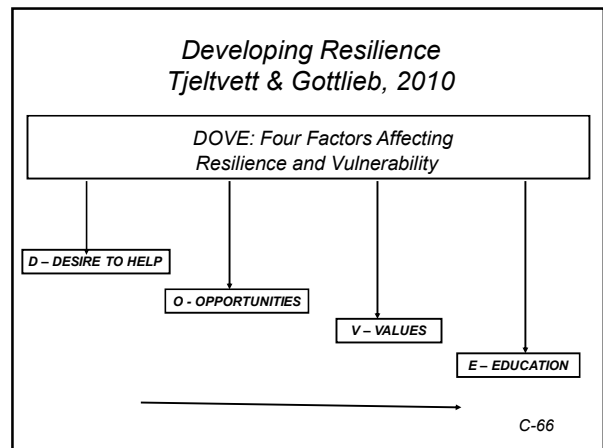 Developing Resilience
Tjeltvett & Gottlieb, 2010
DOVE: Four Factors Affecting
Resilience and Vulnerability
D – DESIRE TO HELP
O - OPPORTUNITIES
V – VALUES
E – EDUCATION
C-66